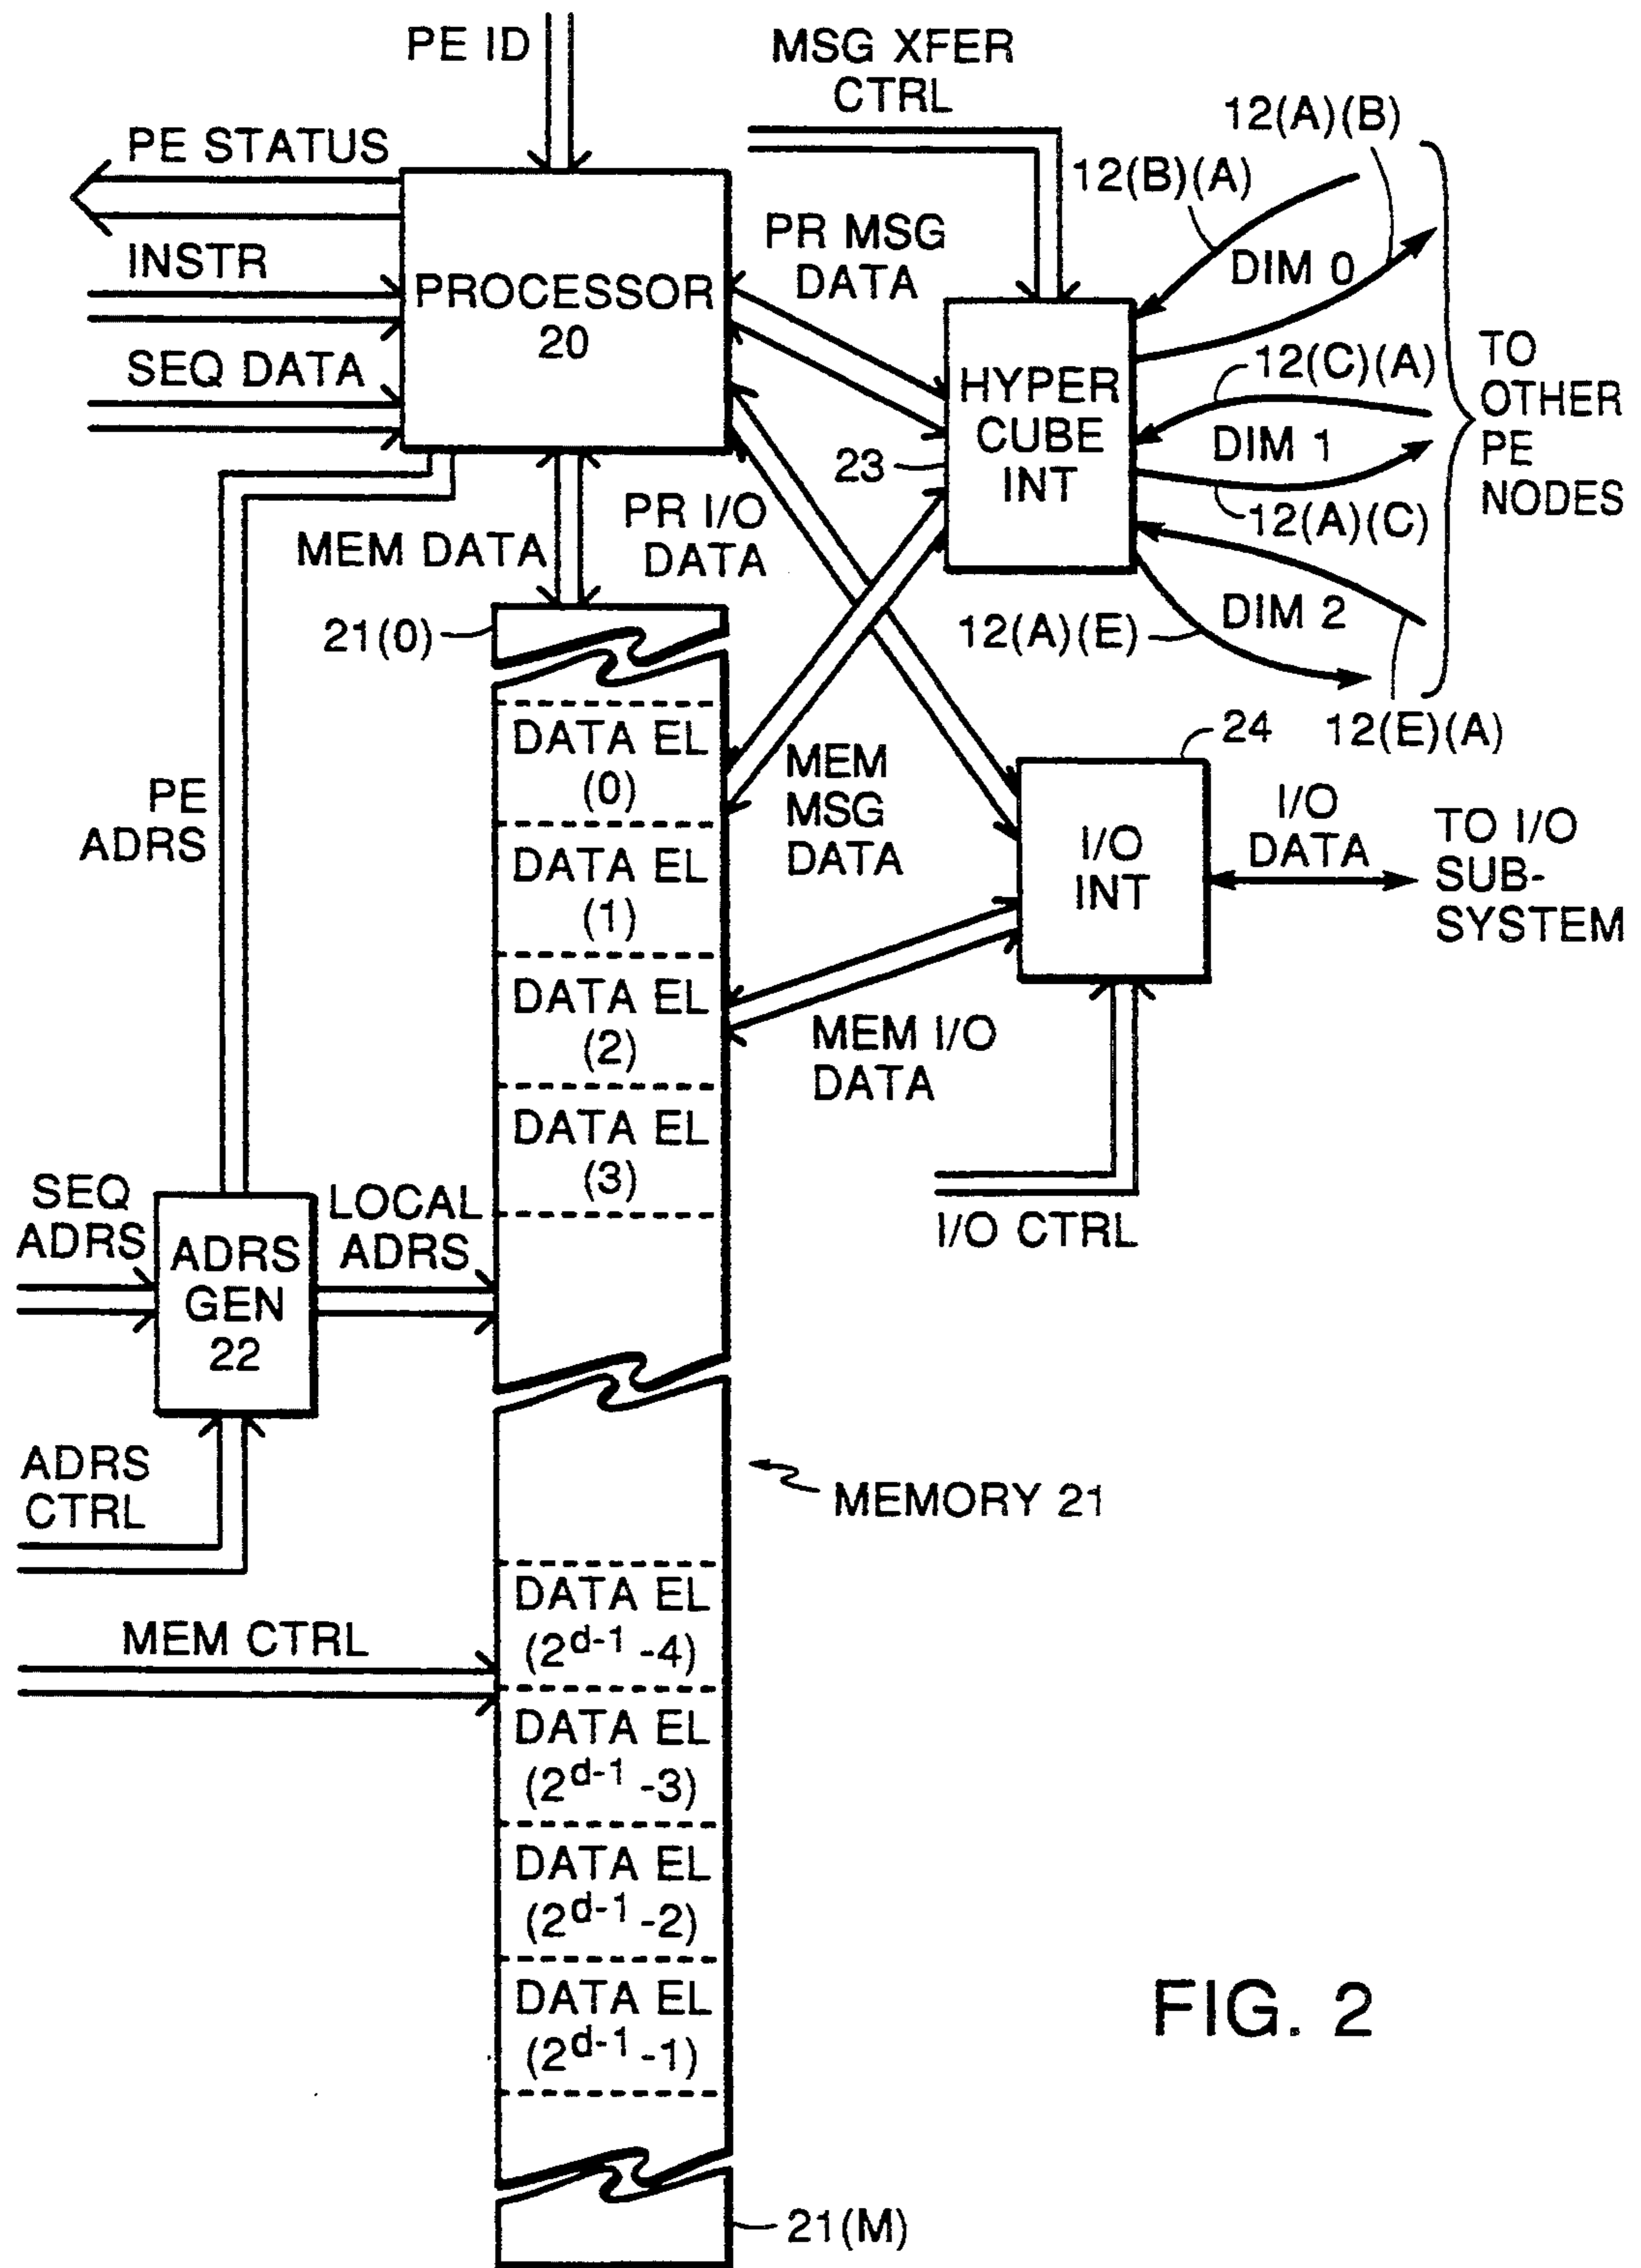 PE ID
MSG XFER
CTRL
12(A)(B)
PE STATUS
12(B)(A)
PR MSG
DATA
DIM 0
INSTR
PROCESSOR
20
TO
OTHER
PE
NODES
12(C)(A)
SEQ DATA
HYPER
CUBE
INT
DIM 1
23
12(A)(C)
PR I/O
DATA
MEM DATA
DIM 2
21(0)
12(A)(E)
12(E)(A)
24
DATA EL
(0)
MEM
MSG
DATA
I/O
DATA
PE
ADRS
TO I/O
SUB-
SYSTEM
I/O
INT
DATA EL
(1)
DATA EL
(2)
MEM I/O
DATA
DATA EL
(3)
SEQ
ADRS
LOCAL
ADRS
I/O CTRL
ADRS
GEN
22
ADRS
CTRL
MEMORY 21
DATA EL
(2^d-1 -4)
MEM CTRL
DATA EL
(2^d-1 -3)
DATA EL
(2^d-1 -2)
DATA EL
(2^d-1 -1)
FIG. 2
21(M)